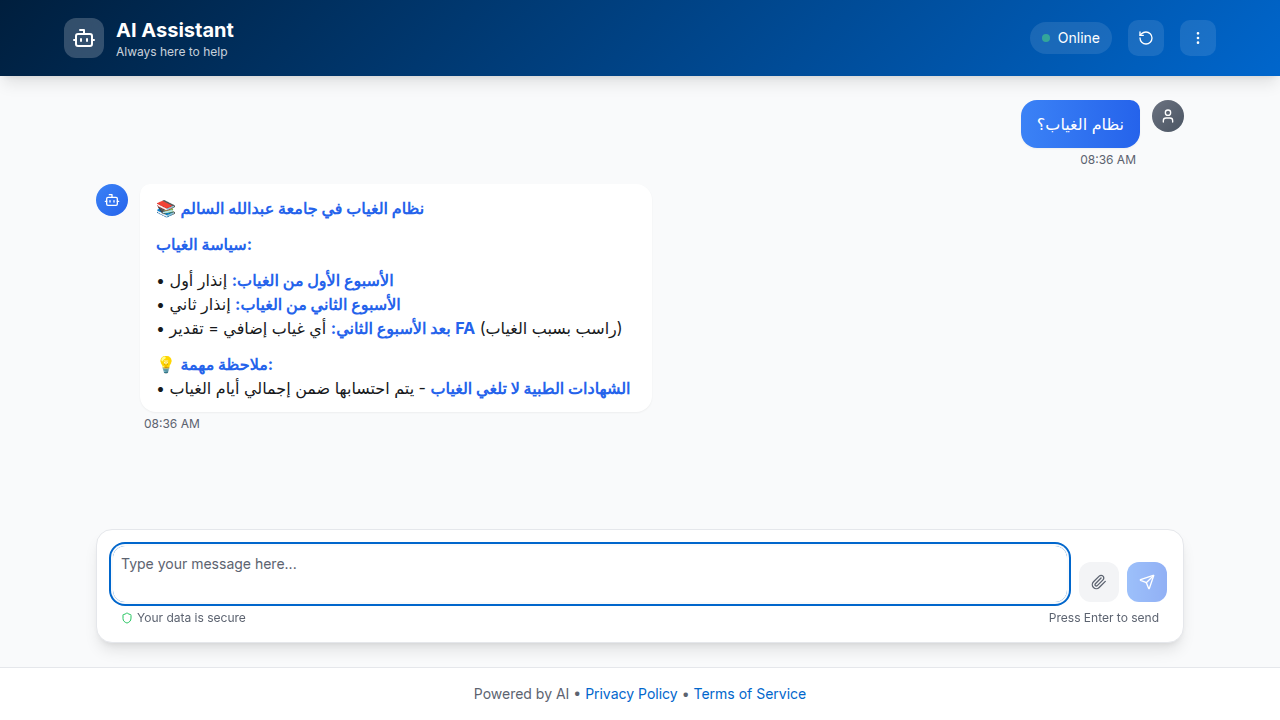 AI Assistant
Always here to help
Online
نظام الغياب؟
08:36 AM
📚 نظام الغياب في جامعة عبدالله السالم
سياسة الغياب:
• الأسبوع الأول من الغياب: إنذار أول
• الأسبوع الثاني من الغياب: إنذار ثاني
• بعد الأسبوع الثاني: أي غياب إضافي = تقدير FA (راسب بسبب الغياب)
💡 ملاحظة مهمة:
• الشهادات الطبية لا تلغي الغياب - يتم احتسابها ضمن إجمالي أيام الغياب
08:36 AM
Type your message here...
Your data is secure
Press Enter to send
Powered by AI • Privacy Policy • Terms of Service